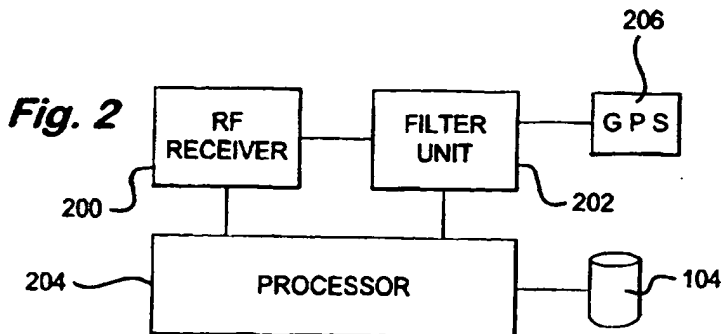 206
Fig. 2
RF
RECEIVER
FILTER
UNIT
G P S
200
202
204
PROCESSOR
104